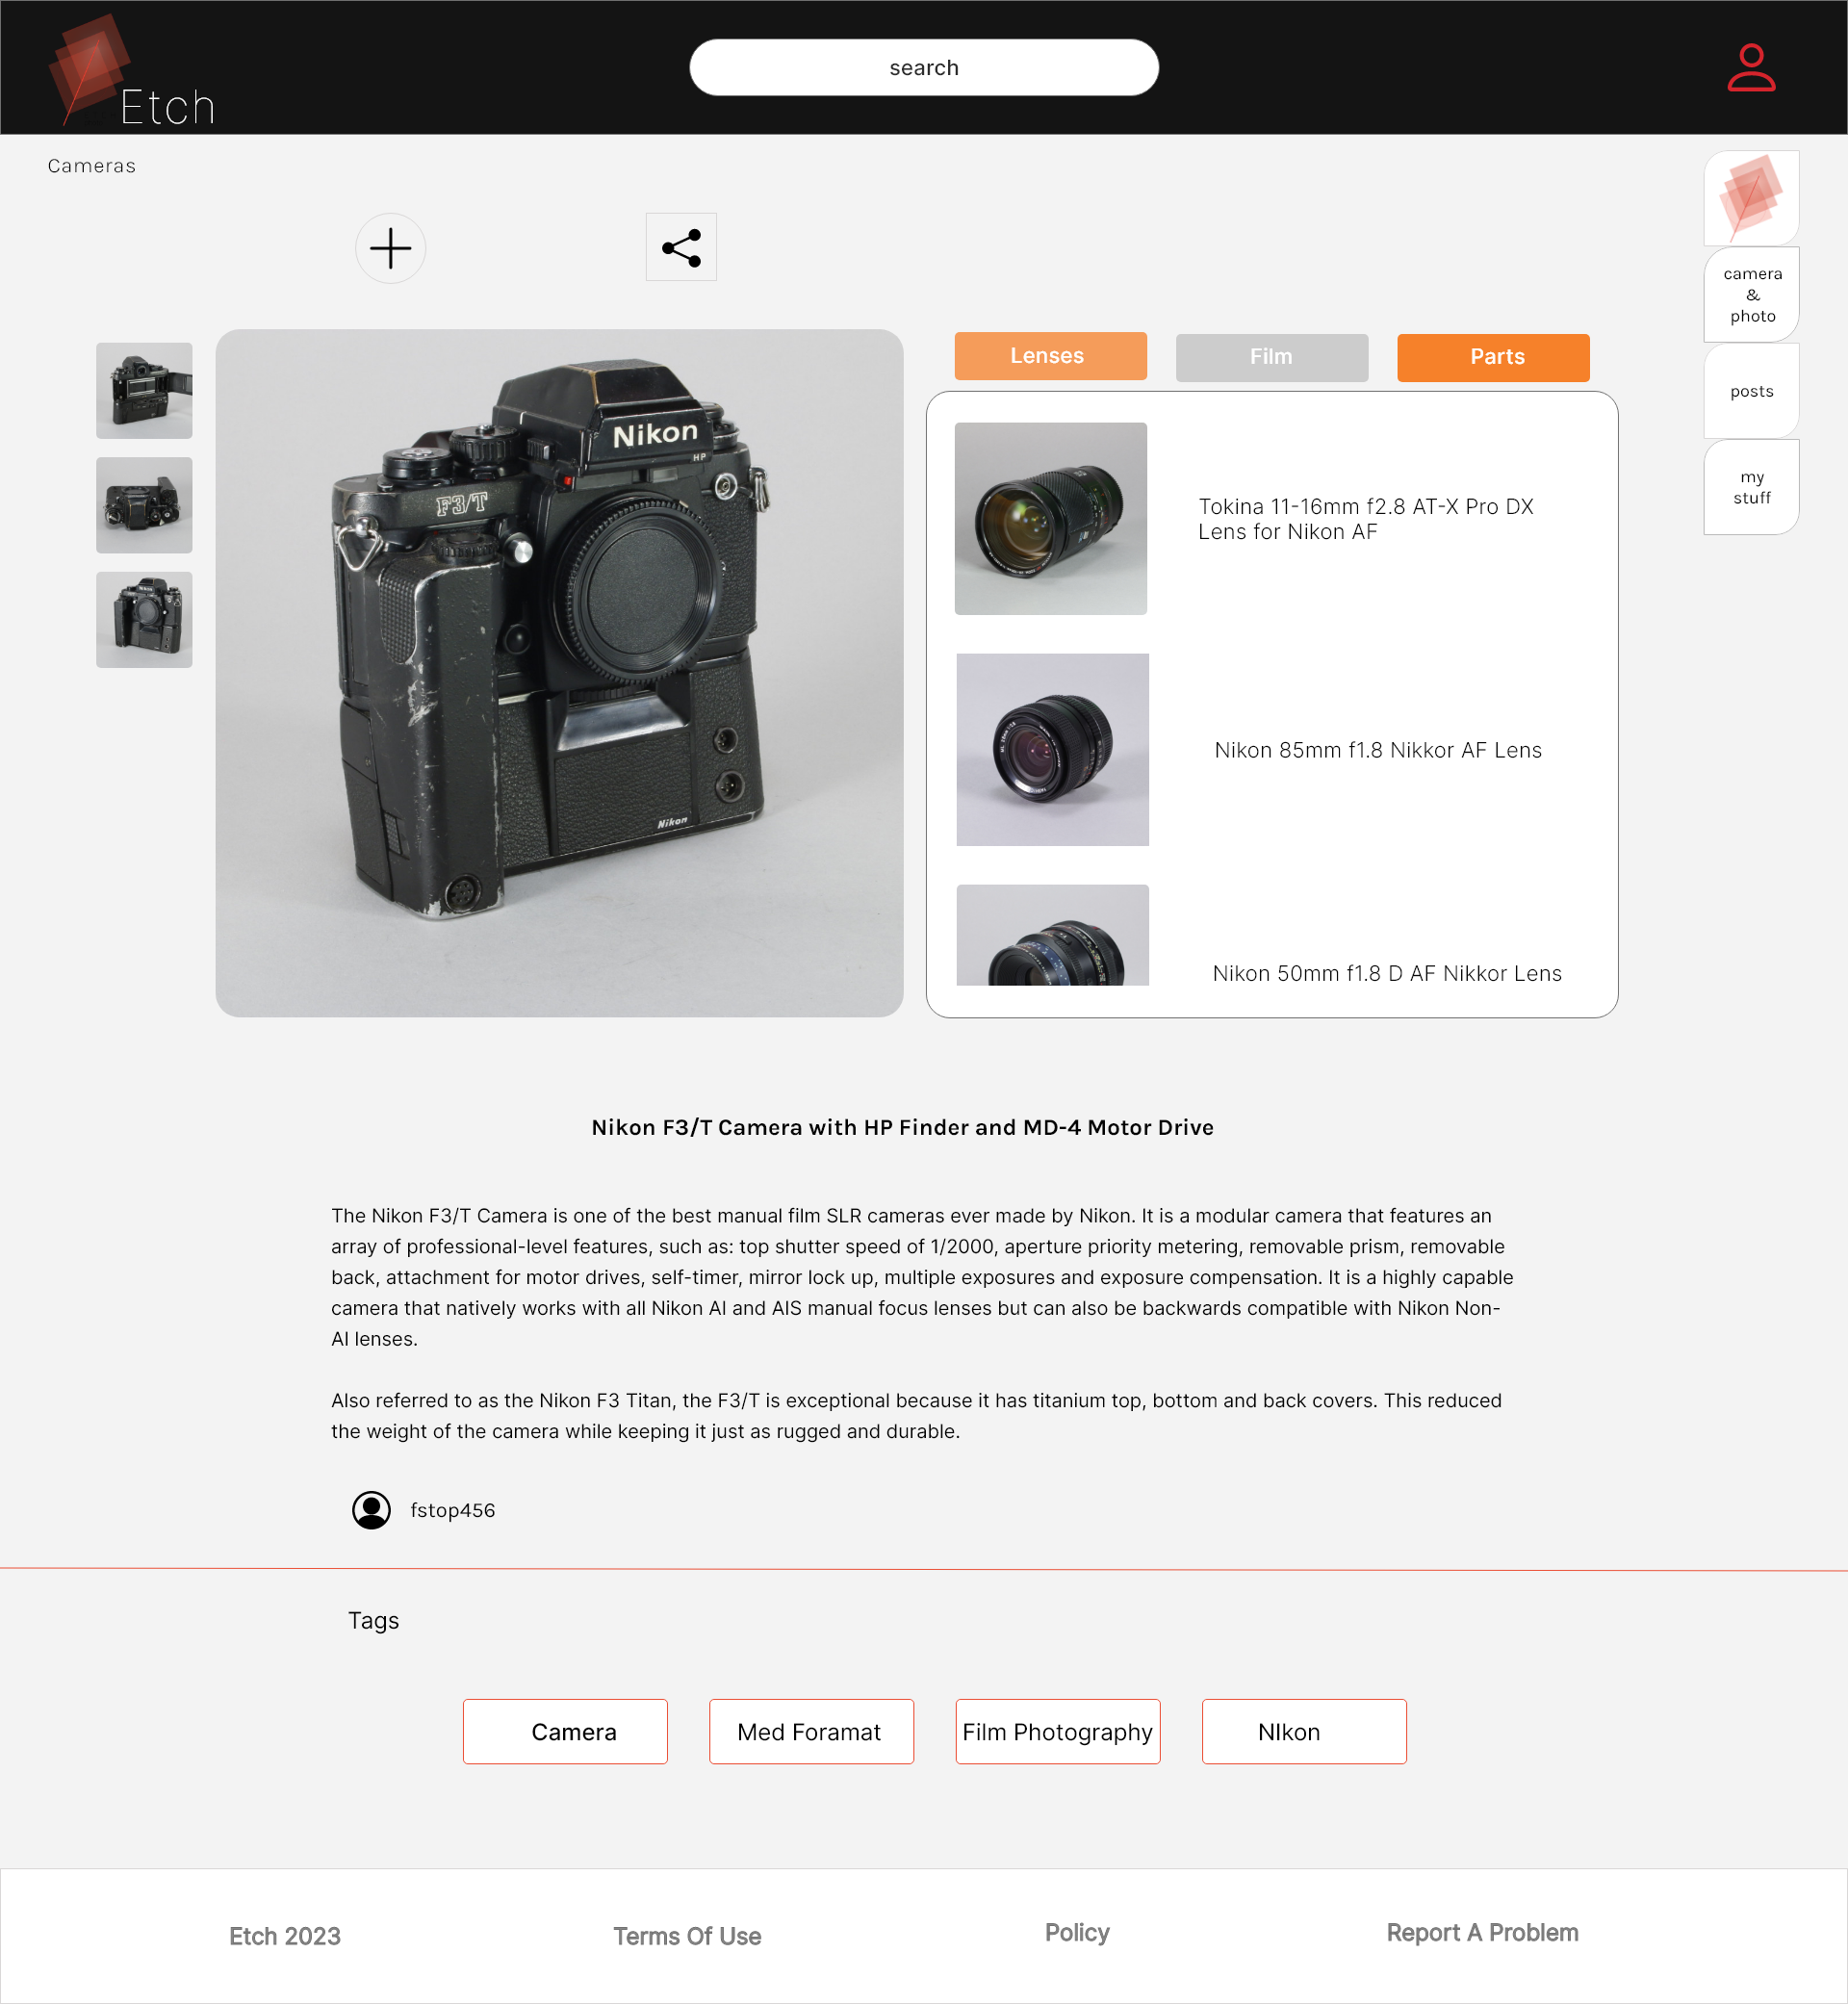 Etch
search
Cameras
camera
&
photo
posts
my
stuff
Lenses
Film
Parts
Nikon
HP
F3/T
Nikon
Tokina 11-16mm f2.8 AT-X Pro DX
Lens for Nikon AF
Nikon 85mm f1.8 Nikkor AF Lens
Nikon 50mm f1.8 D AF Nikkor Lens
Nikon F3/T Camera with HP Finder and MD-4 Motor Drive
The Nikon F3/T Camera is one of the best manual film SLR cameras ever made by Nikon. It is a modular camera that features an
array of professional-level features, such as: top shutter speed of 1/2000, aperture priority metering, removable prism, removable
back, attachment for motor drives, self-timer, mirror lock up, multiple exposures and exposure compensation. It is a highly capable
camera that natively works with all Nikon AI and AIS manual focus lenses but can also be backwards compatible with Nikon Non-
AI lenses.
Also referred to as the Nikon F3 Titan, the F3/T is exceptional because it has titanium top, bottom and back covers. This reduced
the weight of the camera while keeping it just as rugged and durable.
fstop456
Tags
Camera
Med Foramat
Film Photography
NIkon
Etch 2023
Terms Of Use
Policy
Report A Problem